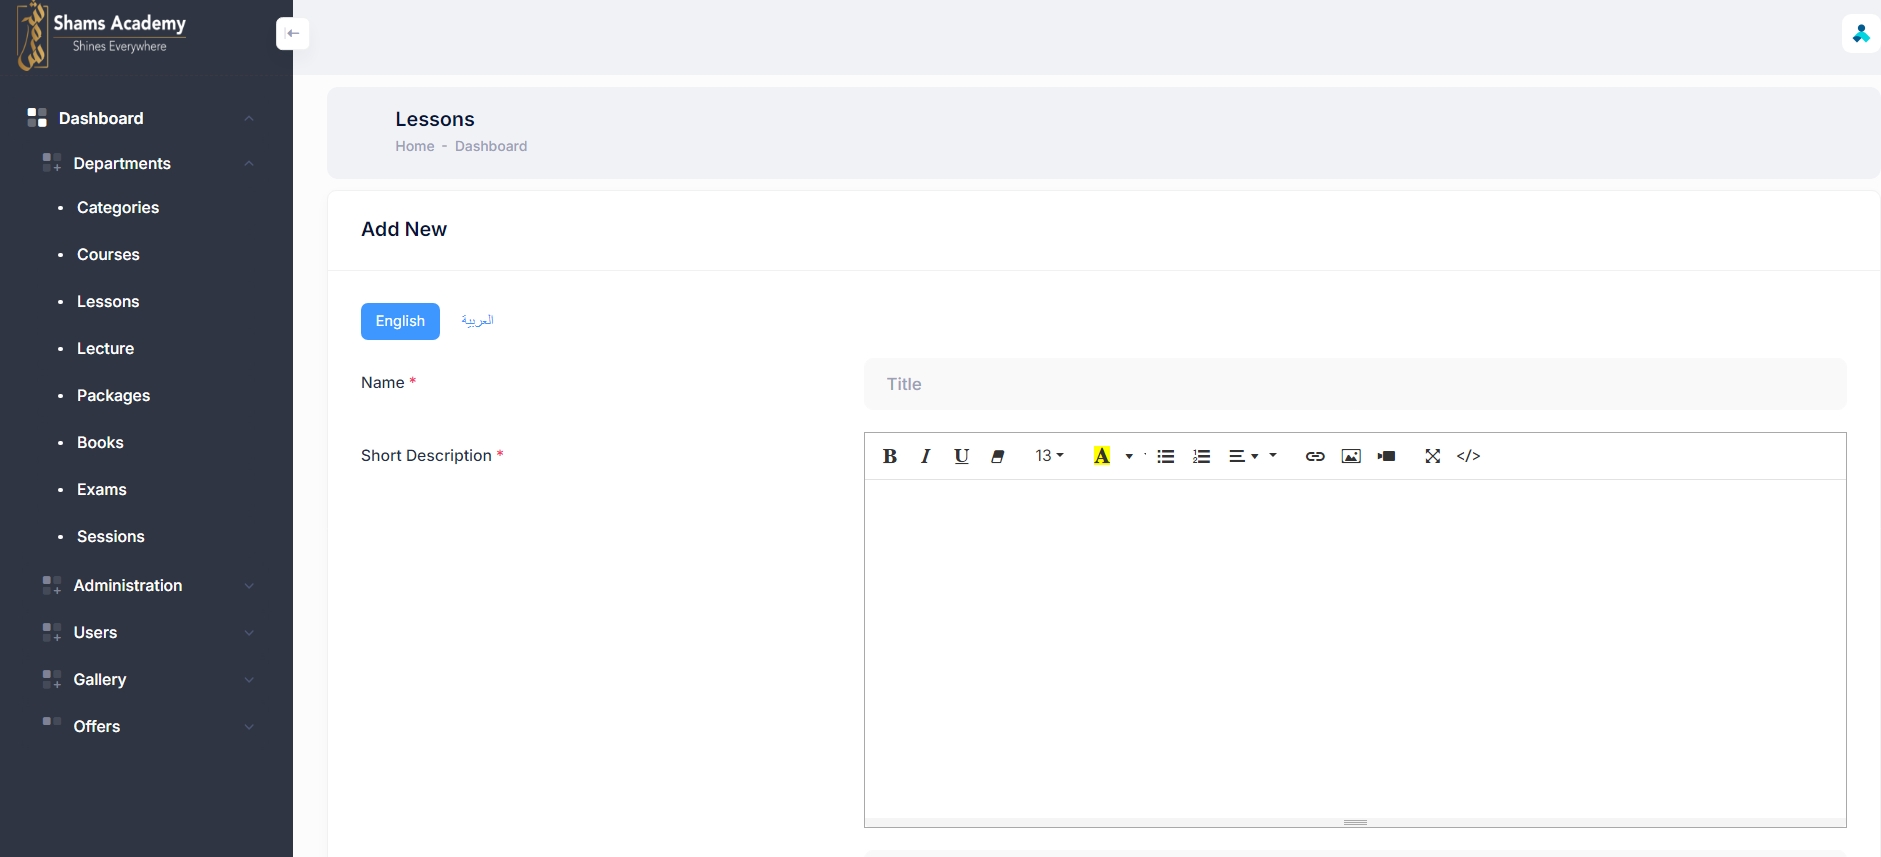 Shams Academy
Shines Everywhere
Dashboard
Departments
Categories
Courses
Lessons
Lecture
Packages
Books
Exams
Sessions
Administration
Users
Gallery
Offers
Lessons
Home - Dashboard
Add New
English العربية
Name *
Title
Short Description *
B I U 13 A </>